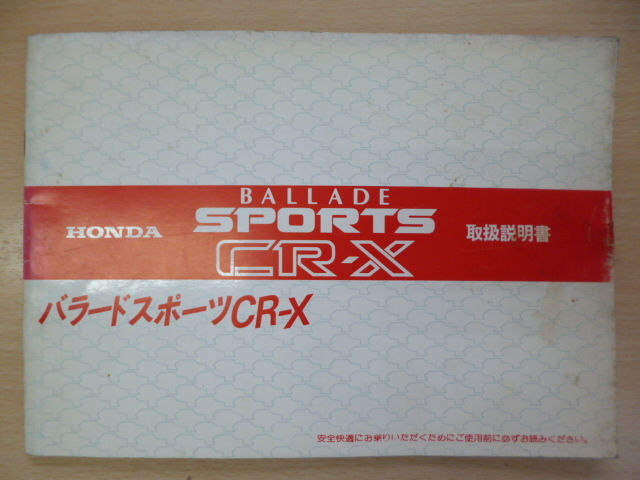 BALLADE
HONDA SPORTS 取扱説明書
CR-X
バラードスポーツCR-X
安全快適にお乗りいただくためにご使用前に必ずお読みください。